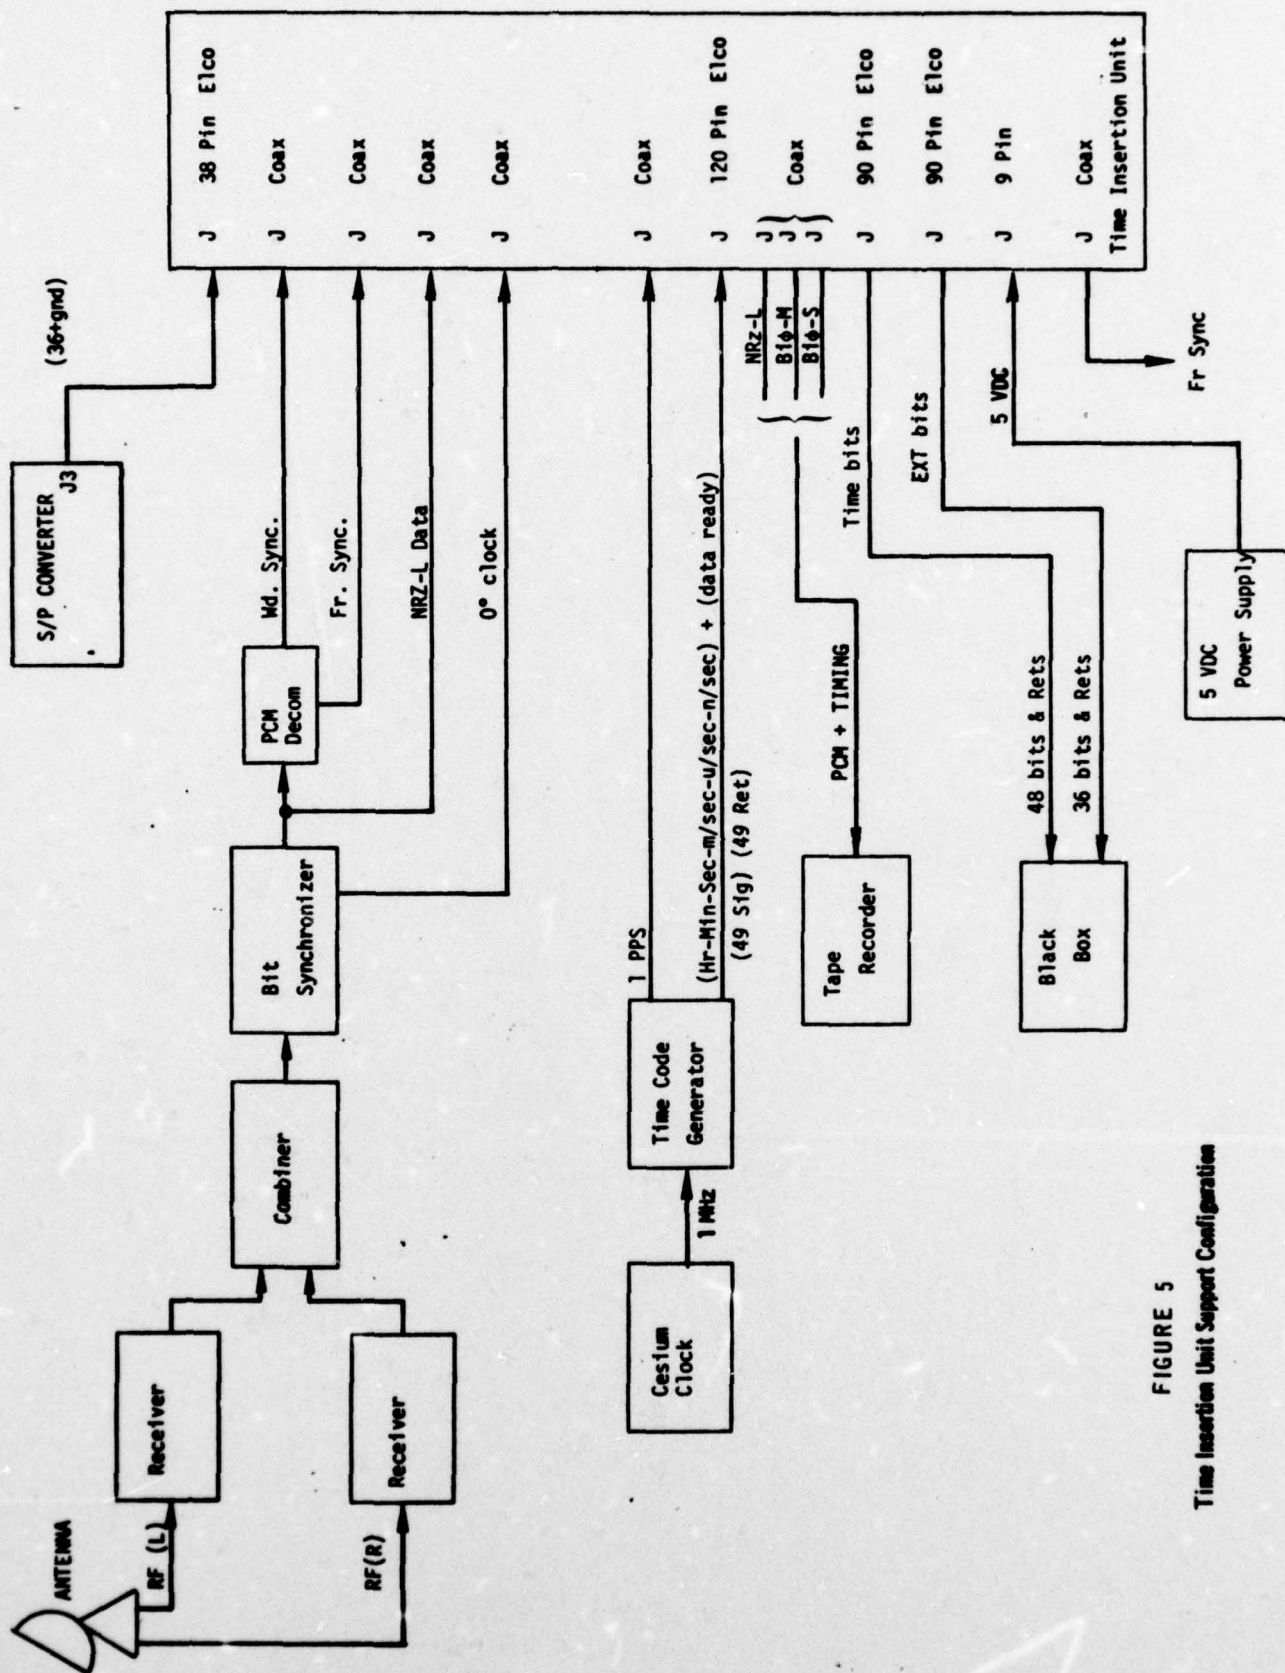 ANTENNA
RF (L)
RF(R)
Receiver
Receiver
Combiner
Bit
Synchronizer
PCM
Decom
S/P CONVERTER
J3
(36+gnd)
Wd. Sync.
Fr. Sync.
NRZ-L Data
0° clock
Cesium
Clock
1 MHz
Time Code
Generator
1 PPS
(Hr-Min-Sec-m/sec-u/sec-n/sec) + (data ready)
(49 Sig) (49 Ret)
Tape
Recorder
PCM + TIMING
NRz-L
Biϕ-M
Biϕ-S
Black
Box
48 bits & Rets
36 bits & Rets
Time bits
EXT bits
5 VDC
Power Supply
5 VDC
Fr Sync
J 38 Pin Elco
J Coax
J Coax
J Coax
J Coax
J Coax
J 120 Pin Elco
J
J Coax
J
J 90 Pin Elco
J 90 Pin Elco
J 9 Pin
J Coax
Time Insertion Unit
FIGURE 5
Time Insertion Unit Support Configuration